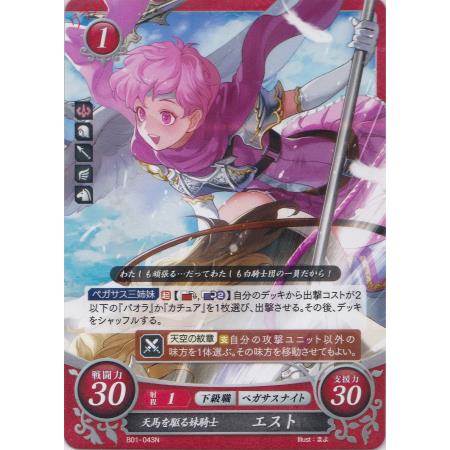 1
わたしも頑張る…だってわたしも白騎士団の一員だから!
ペガサス三姉妹 起【 , 2】自分のデッキから出撃コストが2
以下の『パオラ』か『カチュア』を1枚選び、出撃させる。その後、デッキ
をシャッフルする。
天空の紋章 攻 自分の攻撃ユニット以外の
味方を1体選ぶ。その味方を移動させてもよい。
戦闘力
30
射程 1 下級職 ペガサスナイト
支援力
30
天馬を駆る妹騎士 エスト
B01-043N
Illust:まよ